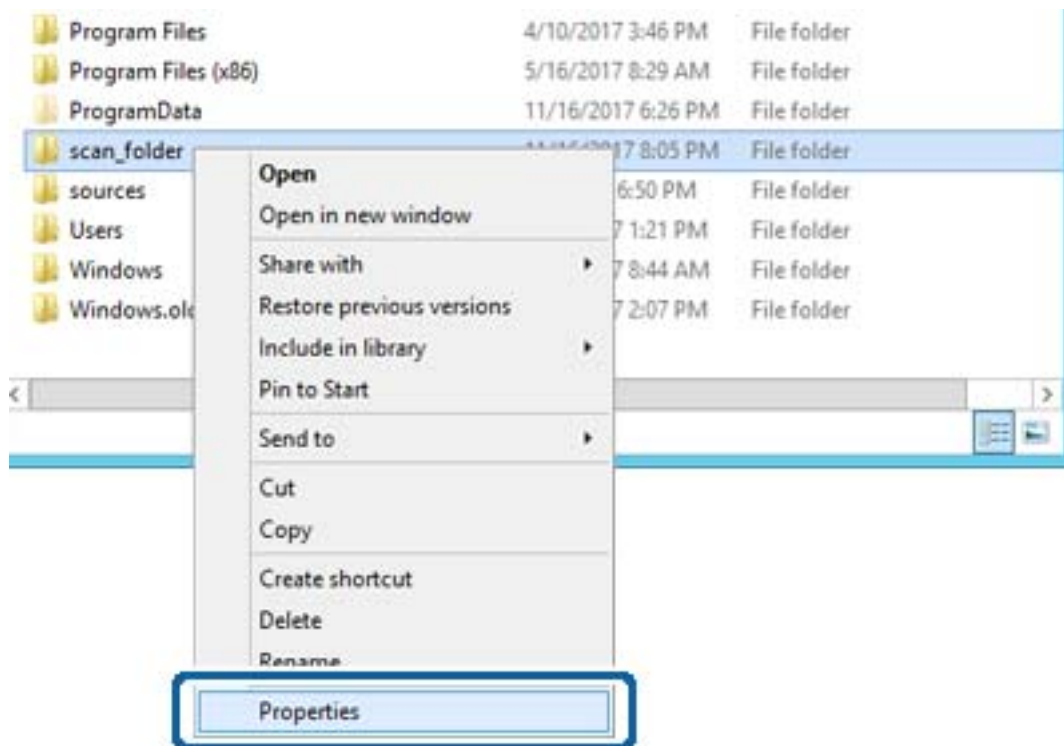 Program Files 4/10/2017 3:46 PM File folder
Program Files (x86) 5/16/2017 8:29 AM File folder
ProgramData 11/16/2017 6:26 PM File folder
scan_folder 17 8:05 PM File folder
sources 6:50 PM File folder
Users 7 1:21 PM File folder
Windows 7 8:44 AM File folder
Windows.old 7 2:07 PM File folder
Open
Open in new window
Share with
Restore previous versions
Include in library
Pin to Start
Send to
Cut
Copy
Create shortcut
Delete
Rename
Properties